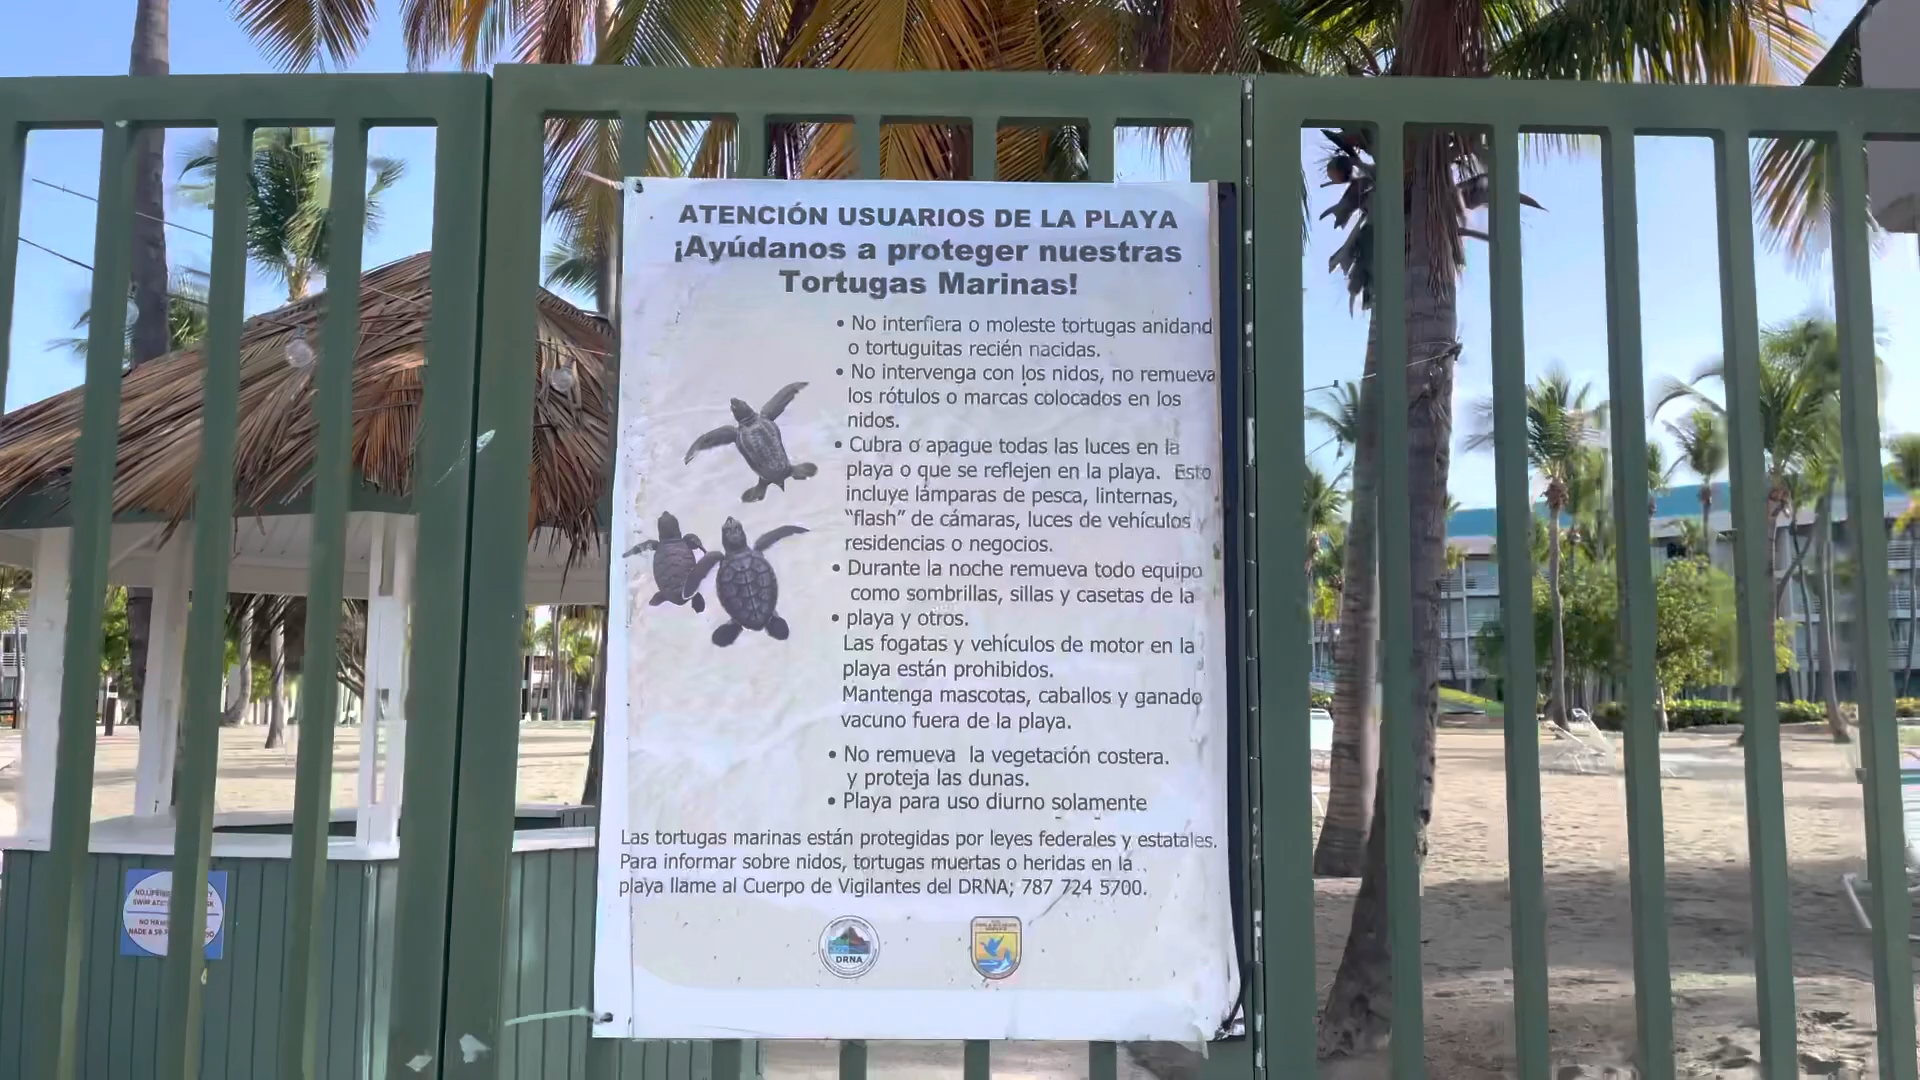 ATENCIÓN USUARIOS DE LA PLAYA
¡Ayúdanos a proteger nuestras
Tortugas Marinas!
• No interfiera o moleste tortugas anidand
o tortuguitas recién nacidas.
• No intervenga con los nidos, no remueva
los rótulos o marcas colocados en los
nidos.
• Cubra o apague todas las luces en la
playa o que se reflejen en la playa. Esto
incluye lámparas de pesca, linternas,
“flash” de cámaras, luces de vehículos y
residencias o negocios.
• Durante la noche remueva todo equipo
como sombrillas, sillas y casetas de la
• playa y otros.
Las fogatas y vehículos de motor en la
playa están prohibidos.
Mantenga mascotas, caballos y ganado
vacuno fuera de la playa.
• No remueva la vegetación costera.
y proteja las dunas.
• Playa para uso diurno solamente
Las tortugas marinas están protegidas por leyes federales y estatales.
Para informar sobre nidos, tortugas muertas o heridas en la
playa llame al Cuerpo de Vigilantes del DRNA; 787 724 5700.
DRNA